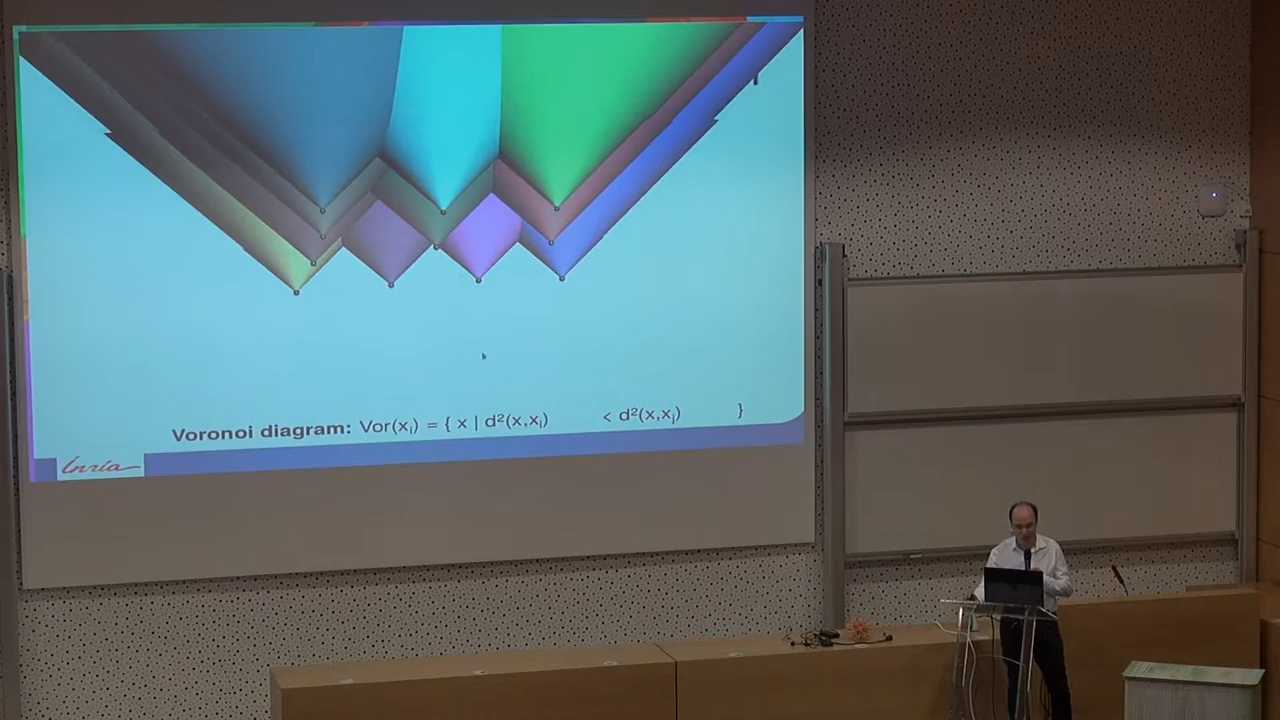 Voronoi diagram: Vor(xᵢ) = { x | d²(x,xᵢ) < d²(x,xⱼ) }
Inria